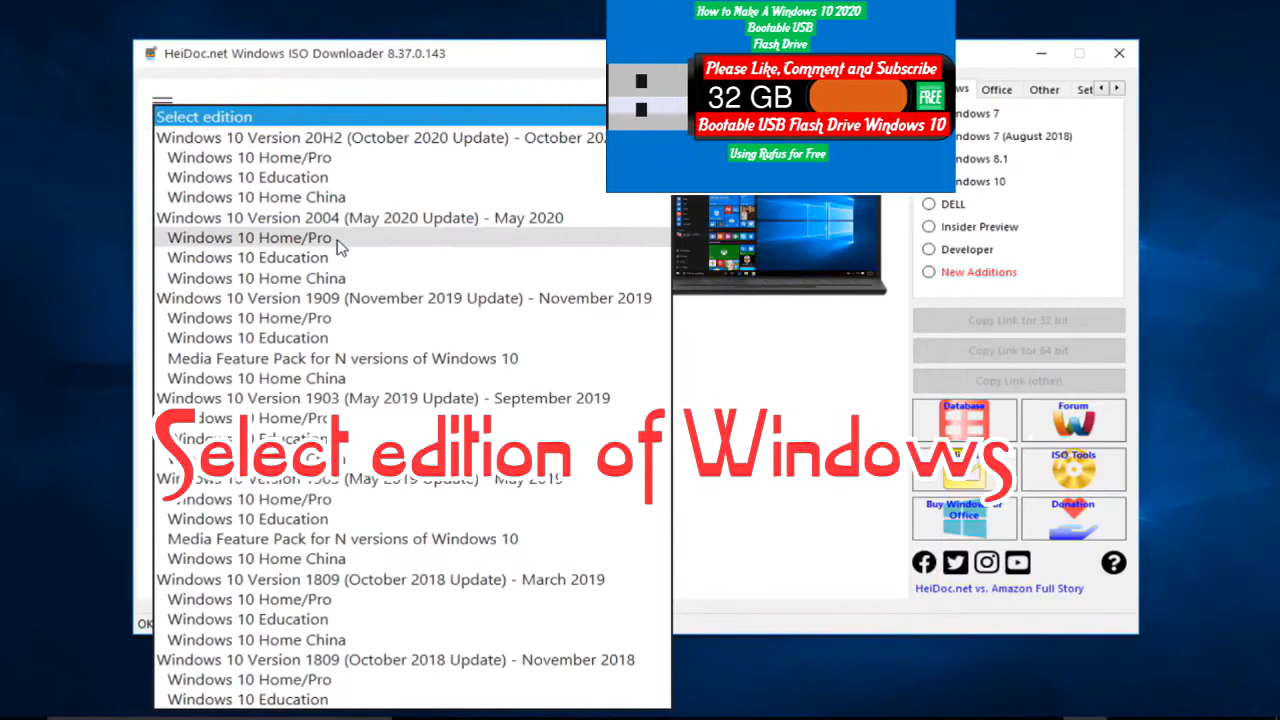 How to Make A Windows 10 2020
Bootable USB
Flash Drive
Please Like, Comment and Subscribe
32 GB
FREE
Bootable USB Flash Drive Windows 10
Using Rufus for Free
HeiDoc.net Windows ISO Downloader 8.37.0.143
Select edition
Windows 10 Version 20H2 (October 2020 Update) - October
Windows 10 Home/Pro
Windows 10 Education
Windows 10 Home China
Windows 10 Version 2004 (May 2020 Update) - May 2020
Windows 10 Home/Pro
Windows 10 Education
Windows 10 Home China
Windows 10 Version 1909 (November 2019 Update) - November 2019
Windows 10 Home/Pro
Windows 10 Education
Media Feature Pack for N versions of Windows 10
Windows 10 Home China
Windows 10 Version 1903 (May 2019 Update) - September 2019
10 Home/Pro
Select edition of Windows
Windows 10 Home/Pro
Windows 10 Education
Media Feature Pack for N versions of Windows 10
Windows 10 Home China
Windows 10 Version 1809 (October 2018 Update) - March 2019
Windows 10 Home/Pro
Windows 10 Education
Windows 10 Home China
Windows 10 Version 1809 (October 2018 Update) - November 2018
Windows 10 Home/Pro
Windows 10 Education
OK
Office
Other
7
7 (August 2018)
8.1
10
DELL
Insider Preview
Developer
New Additions
Copy Link for 32 bit
Copy Link for 64 bit
Copy Link (other)
Database
Forum
ISO Tools
Buy Windows or
Office
Donation
HeiDoc.net vs. Amazon Full Story